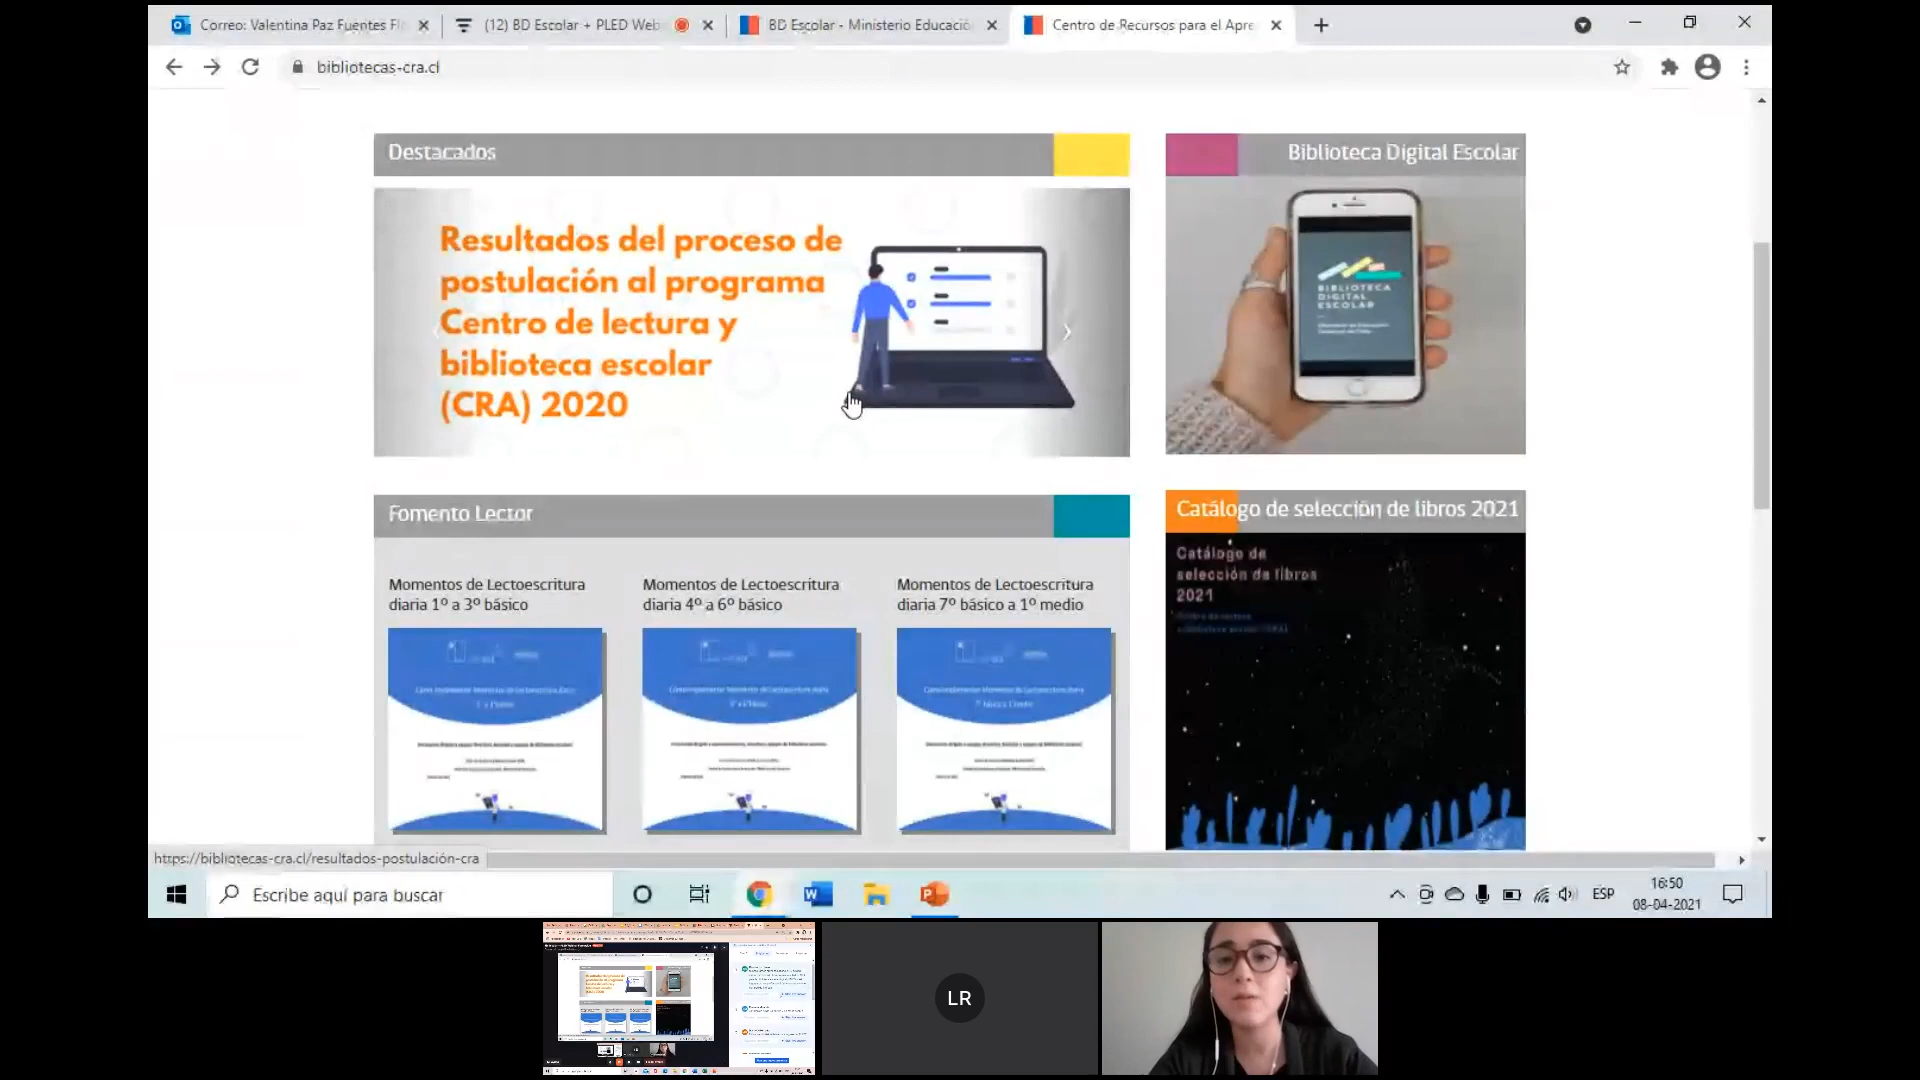 Correo: Valentina Paz Fuentes Fl
(12) BD Escolar + PLED Web
BD Escolar - Ministerio Educació
Centro de Recursos para el Apre
bibliotecas-cra.cl
Destacados
Biblioteca Digital Escolar
Resultados del proceso de
postulación al programa
Centro de lectura y
biblioteca escolar
(CRA) 2020
BIBLIOTECA
DIGITAL
ESCOLAR
Fomento Lector
Catálogo de selección de libros 2021
Momentos de Lectoescritura
diaria 1º a 3º básico
Momentos de Lectoescritura
diaria 4º a 6º básico
Momentos de Lectoescritura
diaria 7º básico a 1º medio
Catálogo de
selección de libros
2021
https://bibliotecas-cra.cl/resultados-postulación-cra
Escribe aquí para buscar
ESP
16:50
08-04-2021
LR